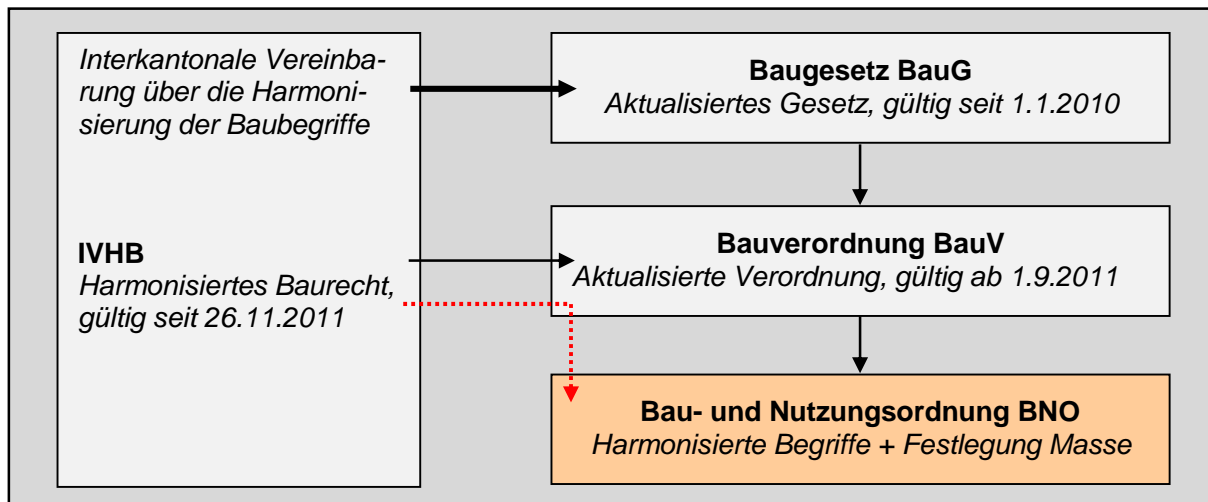 Interkantonale Vereinba-
rung über die Harmoni-
sierung der Baubegriffe
IVHB
Harmonisiertes Baurecht,
gültig seit 26.11.2011
Baugesetz BauG
Aktualisiertes Gesetz, gültig seit 1.1.2010
Bauverordnung BauV
Aktualisierte Verordnung, gültig ab 1.9.2011
Bau- und Nutzungsordnung BNO
Harmonisierte Begriffe + Festlegung Masse